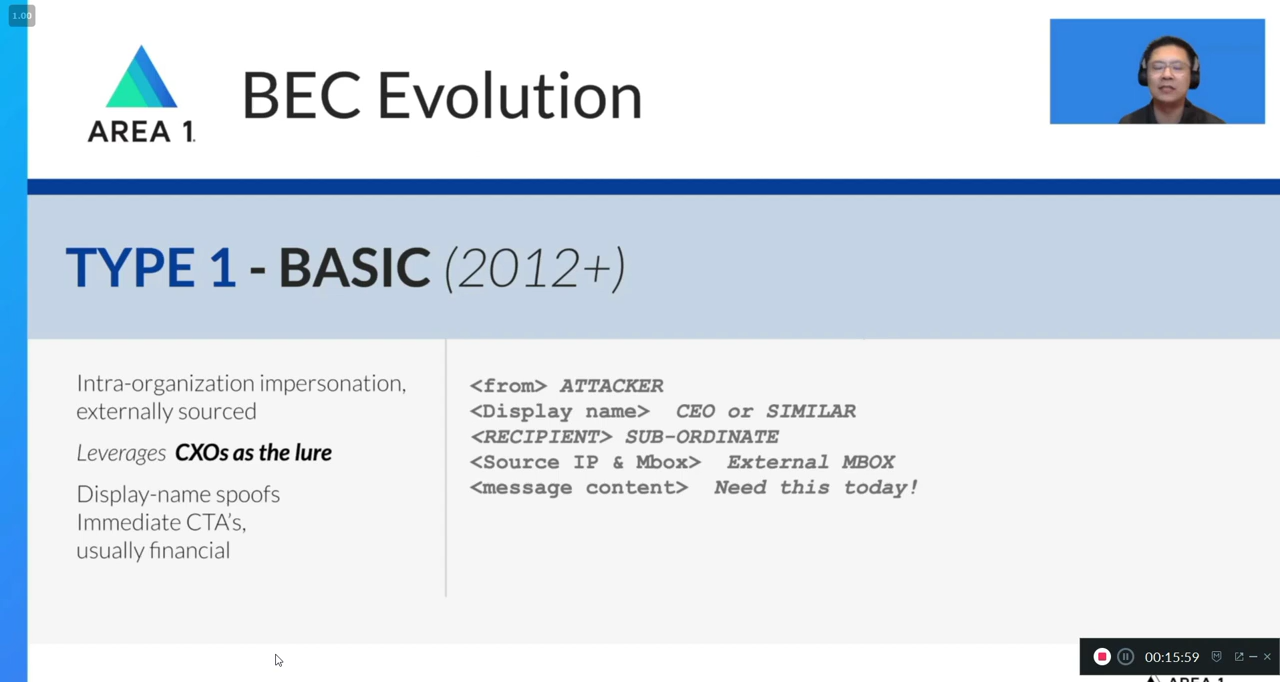 1.00
AREA 1.
BEC Evolution
TYPE 1 - BASIC (2012+)
Intra-organization impersonation,
externally sourced
Leverages CXOs as the lure
Display-name spoofs
Immediate CTA’s,
usually financial
<from> ATTACKER
<Display name> CEO or SIMILAR
<RECIPIENT> SUB-ORDINATE
<Source IP & Mbox> External MBOX
<message content> Need this today!
00:15:59
AREA 1